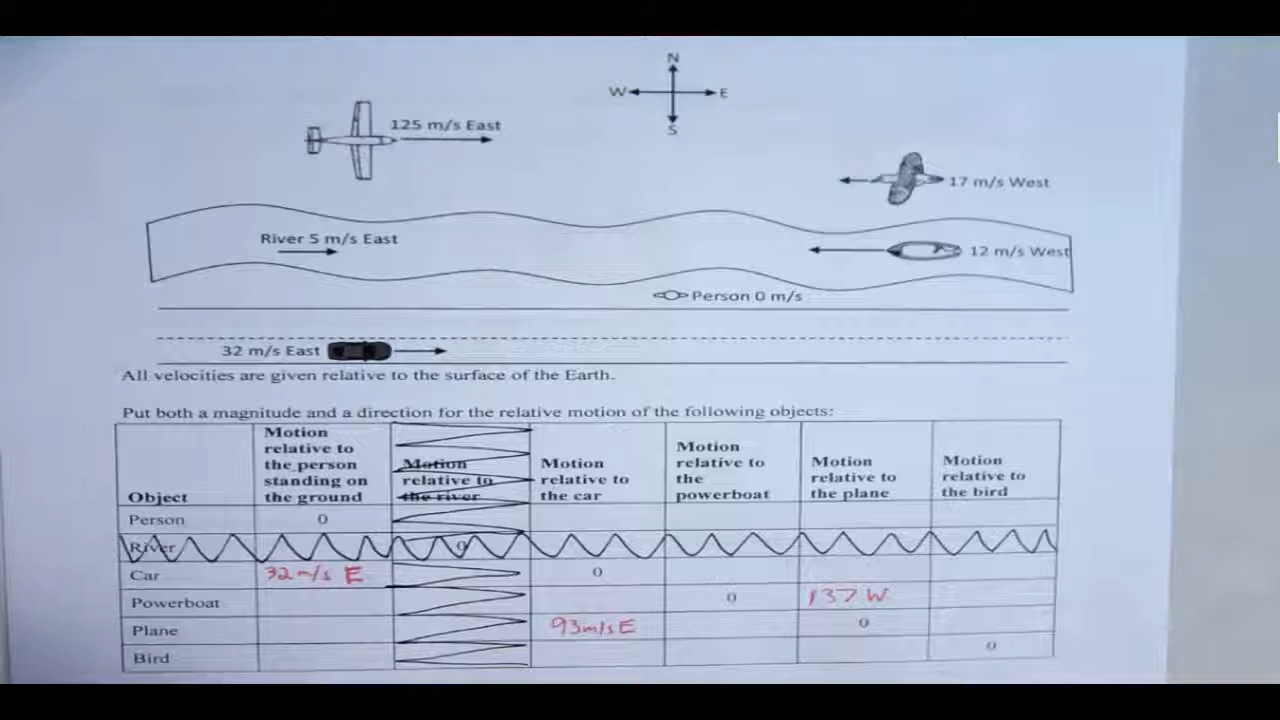 N
W E
S
125 m/s East
17 m/s West
River 5 m/s East
12 m/s West
Person 0 m/s
32 m/s East
All velocities are given relative to the surface of the Earth.
Put both a magnitude and a direction for the relative motion of the following objects:
Object
Motion
relative to
the person
standing on
the ground
Motion
relative to
the river
Motion
relative to
the car
Motion
relative to
the
powerboat
Motion
relative to
the plane
Motion
relative to
the bird
Person 0
River 0
Car 32 m/s E 0
Powerboat 0 137 W
Plane 93 m/s E 0
Bird 0